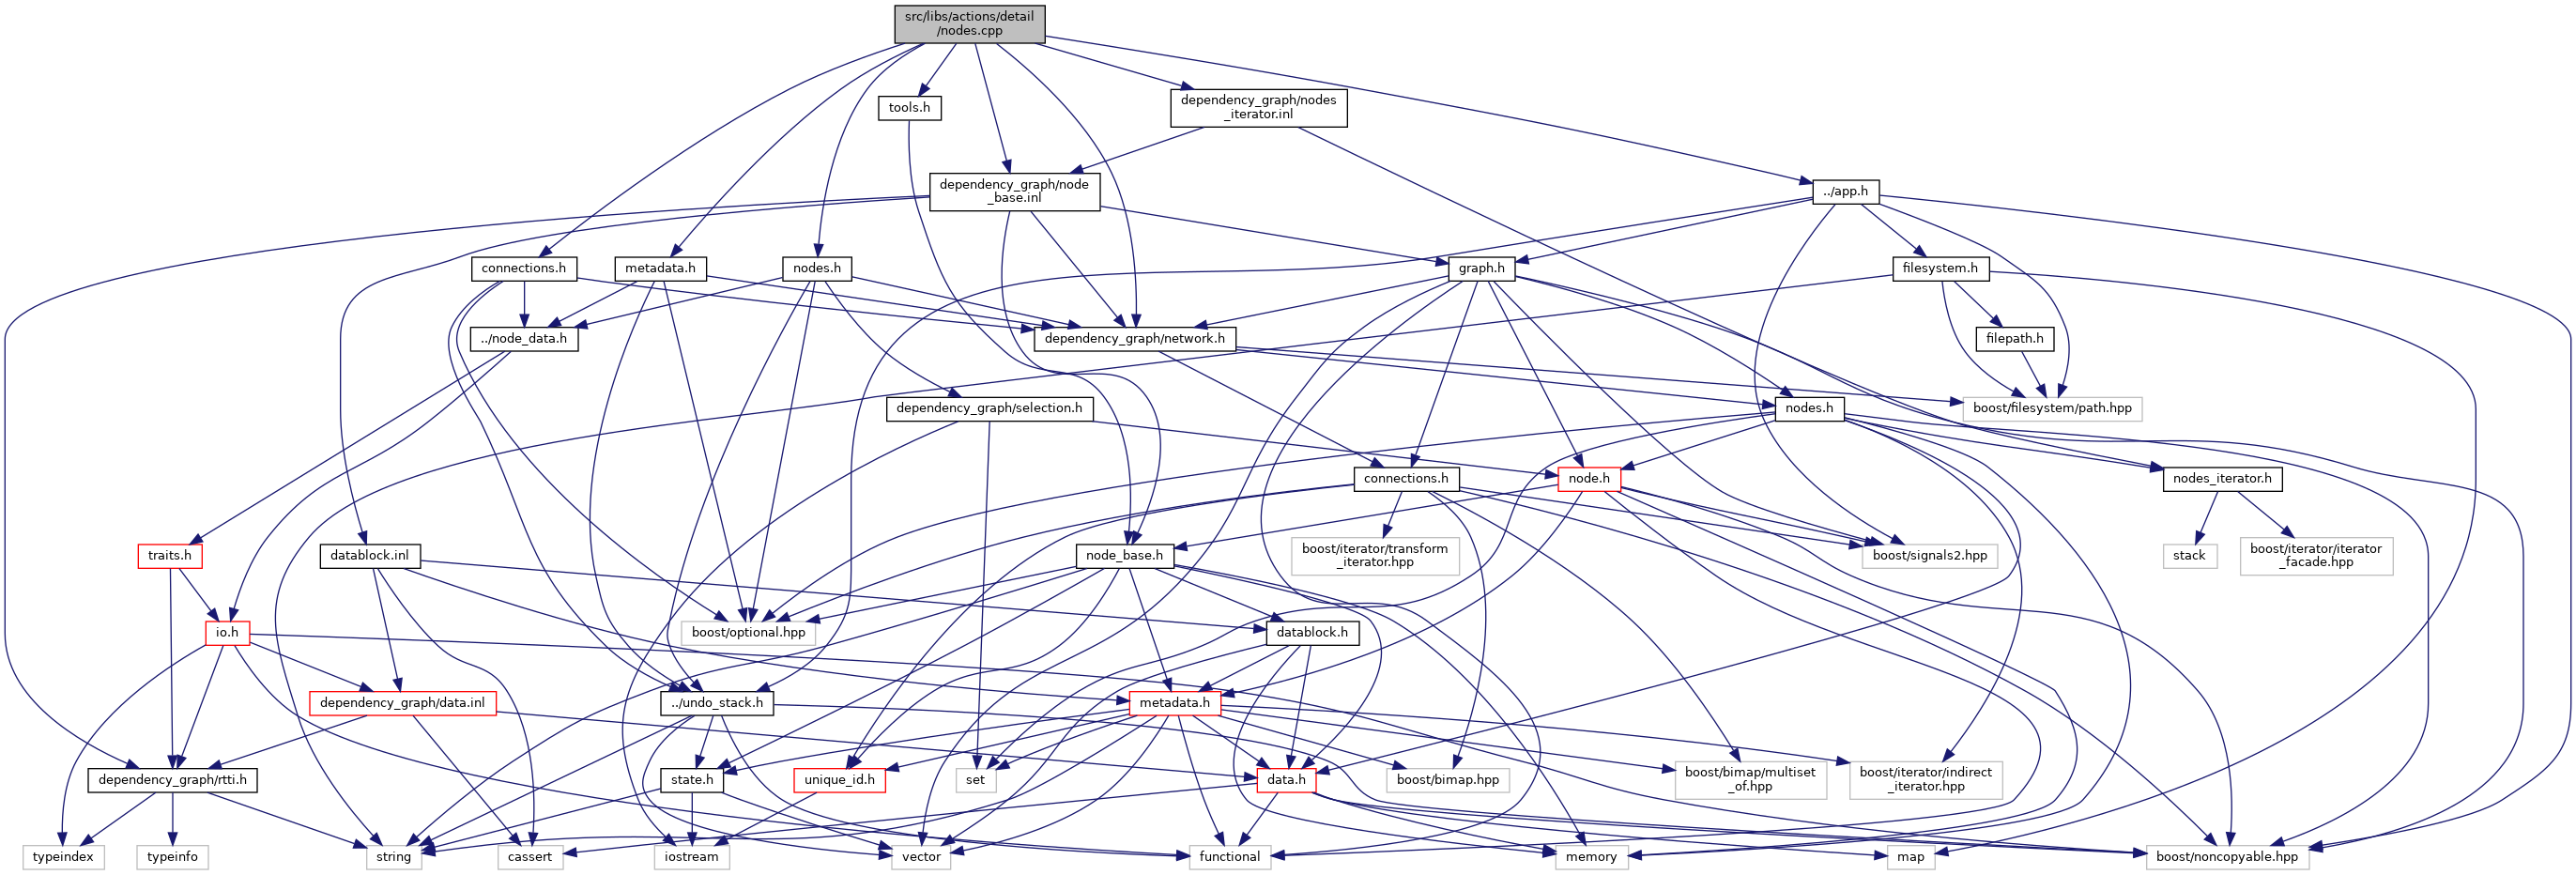 src/libs/actions/detail
/nodes.cpp
tools.h
dependency_graph/nodes
_iterator.inl
dependency_graph/node
_base.inl
../app.h
connections.h
metadata.h
nodes.h
graph.h
filesystem.h
../node_data.h
dependency_graph/network.h
filepath.h
dependency_graph/selection.h
nodes.h
boost/filesystem/path.hpp
connections.h
node.h
nodes_iterator.h
traits.h
datablock.inl
node_base.h
boost/iterator/transform
_iterator.hpp
boost/signals2.hpp
stack
boost/iterator/iterator
_facade.hpp
io.h
boost/optional.hpp
datablock.h
dependency_graph/data.inl
../undo_stack.h
metadata.h
dependency_graph/rtti.h
state.h
unique_id.h
set
data.h
boost/bimap.hpp
boost/bimap/multiset
_of.hpp
boost/iterator/indirect
_iterator.hpp
typeindex
typeinfo
string
cassert
iostream
vector
functional
memory
map
boost/noncopyable.hpp